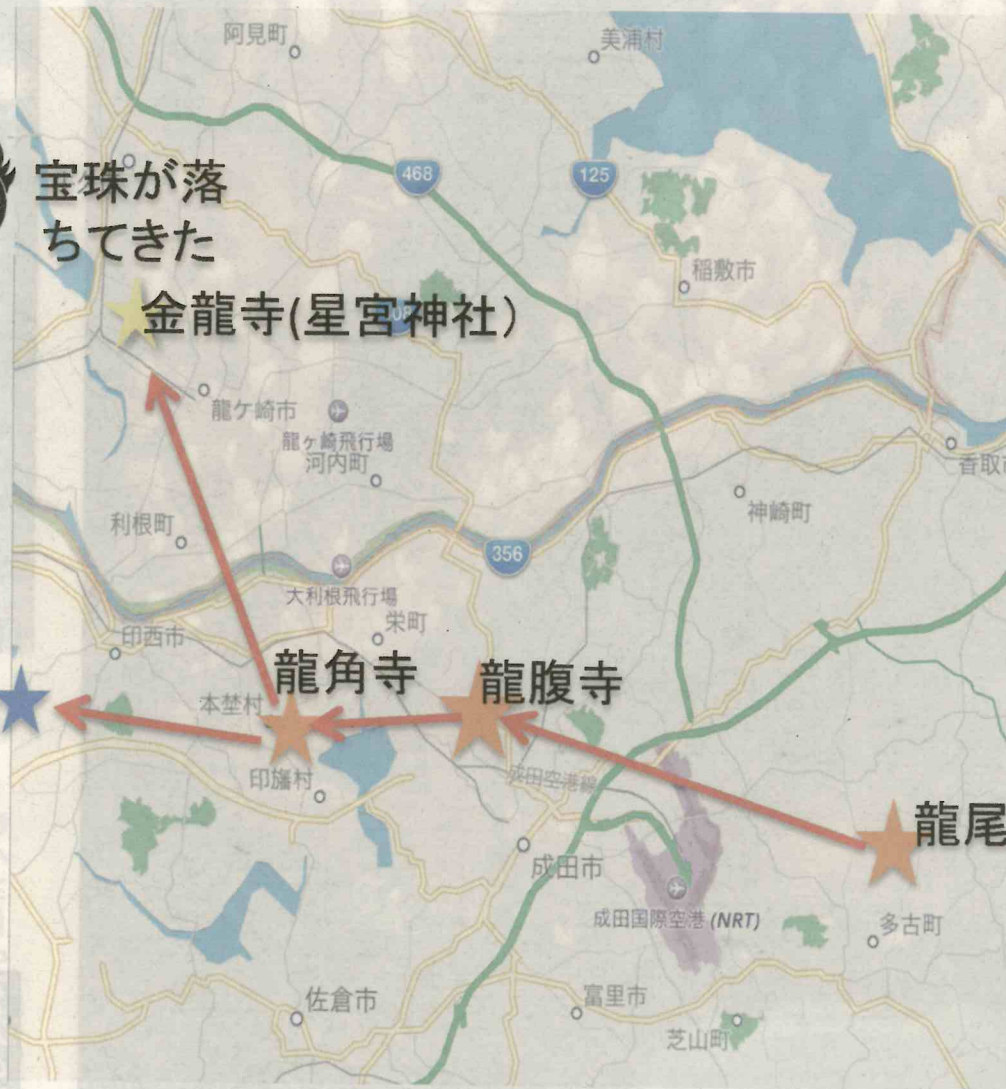 阿見町
美浦村
宝珠が落
ちてきた
468
125
稲敷市
金龍寺(星宮神社）
龍ケ崎市
龍ヶ崎飛行場
河内町
香取市
神崎町
利根町
356
大利根飛行場
栄町
印西市
龍角寺
龍腹寺
本埜村
印旛村
成田空港線
龍尾
成田市
成田国際空港 (NRT)
多古町
佐倉市
富里市
芝山町